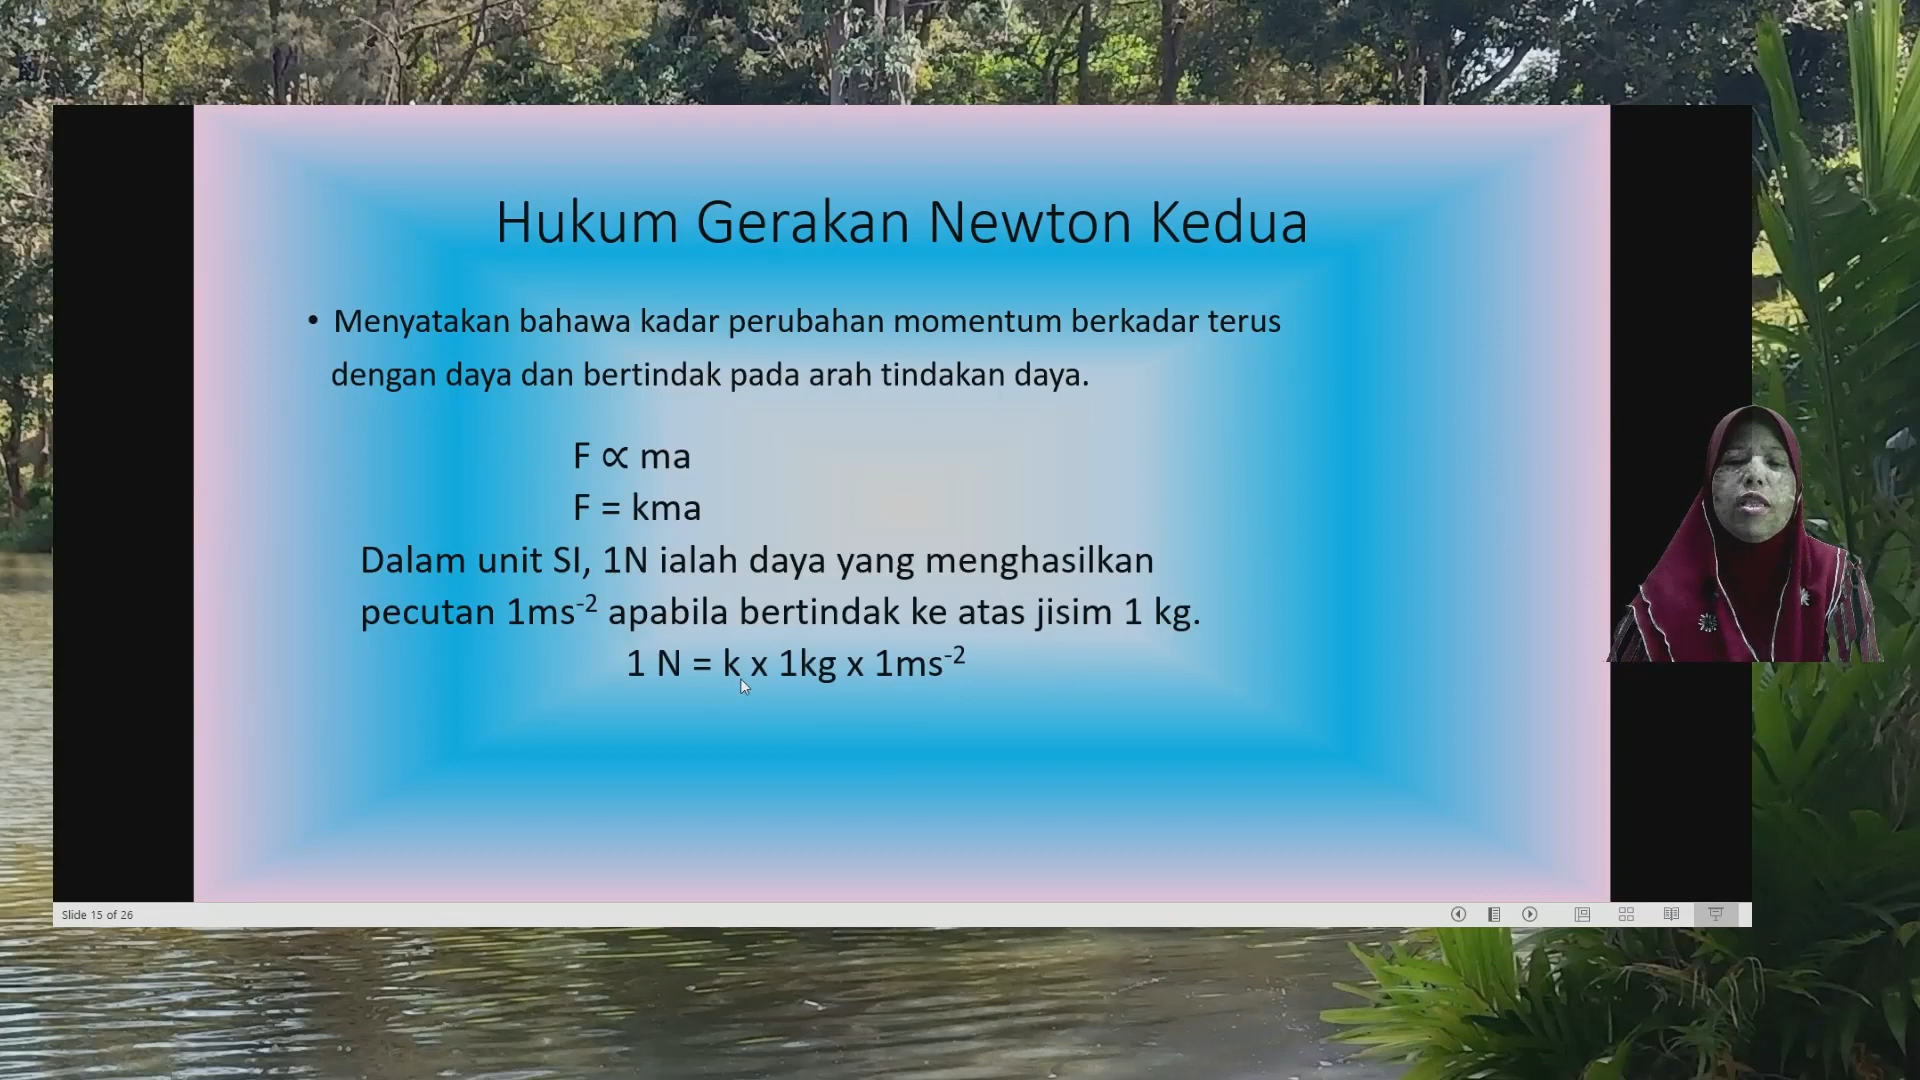 Hukum Gerakan Newton Kedua
• Menyatakan bahawa kadar perubahan momentum berkadar terus
dengan daya dan bertindak pada arah tindakan daya.
F ∝ ma
F = kma
Dalam unit SI, 1N ialah daya yang menghasilkan
pecutan 1ms⁻² apabila bertindak ke atas jisim 1 kg.
1 N = k x 1kg x 1ms⁻²
Slide 15 of 26